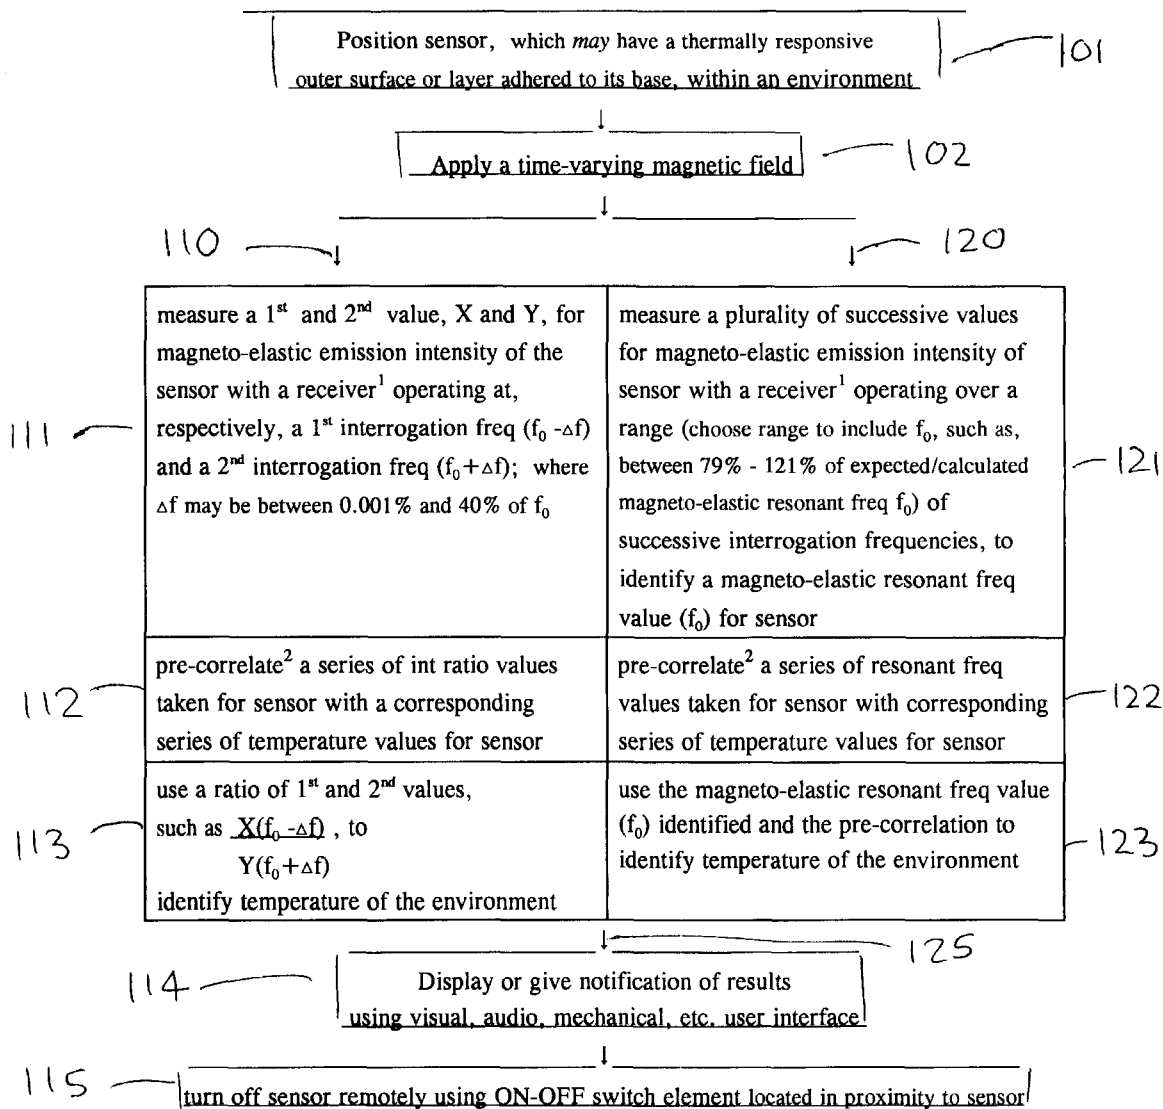 Position sensor, which may have a thermally responsive
outer surface or layer adhered to its base, within an environment
101
↓
Apply a time-varying magnetic field
102
↓
110
120
↓
↓
measure a 1st and 2nd value, X and Y, for
magneto-elastic emission intensity of the
sensor with a receiver1 operating at,
respectively, a 1st interrogation freq (f0 -Δf)
and a 2nd interrogation freq (f0+Δf); where
Δf may be between 0.001% and 40% of f0
111
measure a plurality of successive values
for magneto-elastic emission intensity of
sensor with a receiver1 operating over a
range (choose range to include f0, such as,
between 79% - 121% of expected/calculated
magneto-elastic resonant freq f0) of
successive interrogation frequencies, to
identify a magneto-elastic resonant freq
value (f0) for sensor
121
pre-correlate2 a series of int ratio values
taken for sensor with a corresponding
series of temperature values for sensor
112
pre-correlate2 a series of resonant freq
values taken for sensor with corresponding
series of temperature values for sensor
122
use a ratio of 1st and 2nd values,
such as X(f0 -Δf) , to
Y(f0+Δf)
identify temperature of the environment
113
use the magneto-elastic resonant freq value
(f0) identified and the pre-correlation to
identify temperature of the environment
123
↓
125
Display or give notification of results
using visual, audio, mechanical, etc. user interface
114
↓
turn off sensor remotely using ON-OFF switch element located in proximity to sensor
115